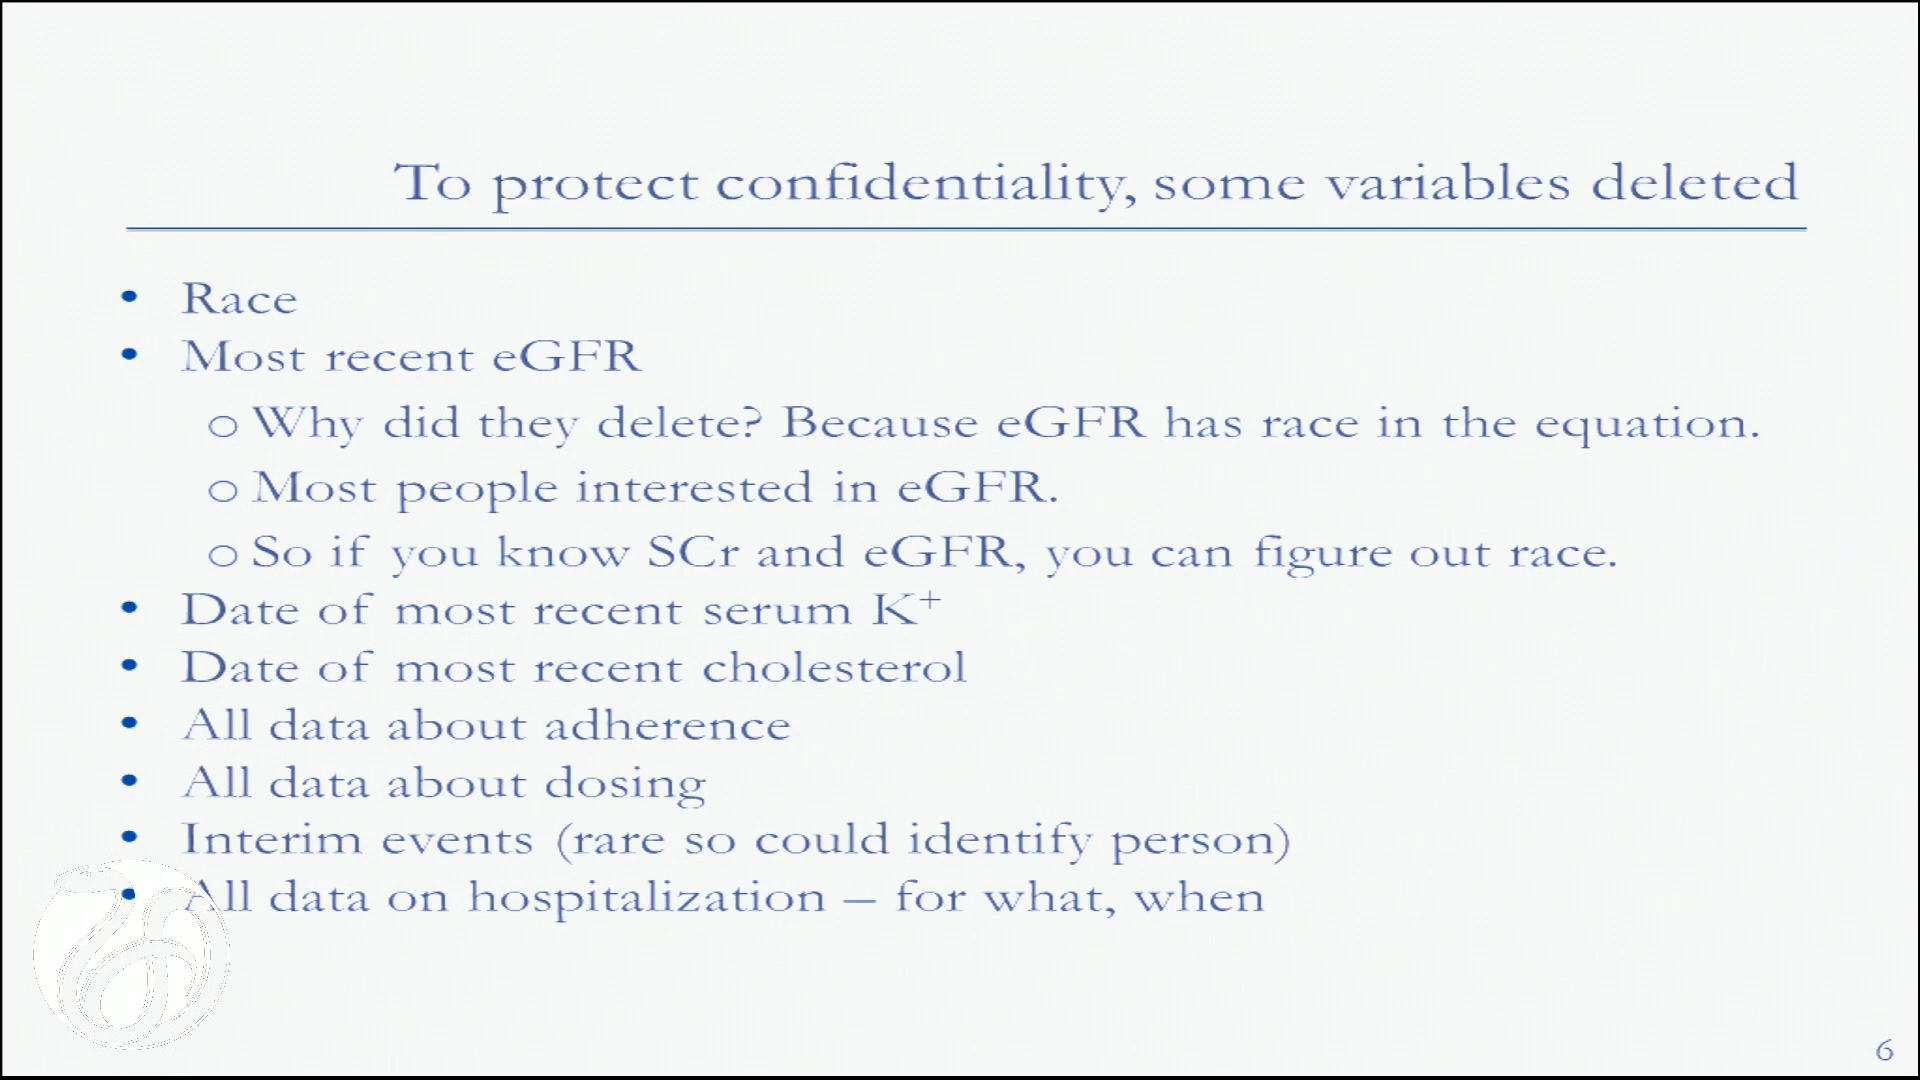 To protect confidentiality, some variables deleted
• Race
• Most recent eGFR
o Why did they delete? Because eGFR has race in the equation.
o Most people interested in eGFR.
o So if you know SCr and eGFR, you can figure out race.
• Date of most recent serum K⁺
• Date of most recent cholesterol
• All data about adherence
• All data about dosing
• Interim events (rare so could identify person)
• All data on hospitalization – for what, when
6